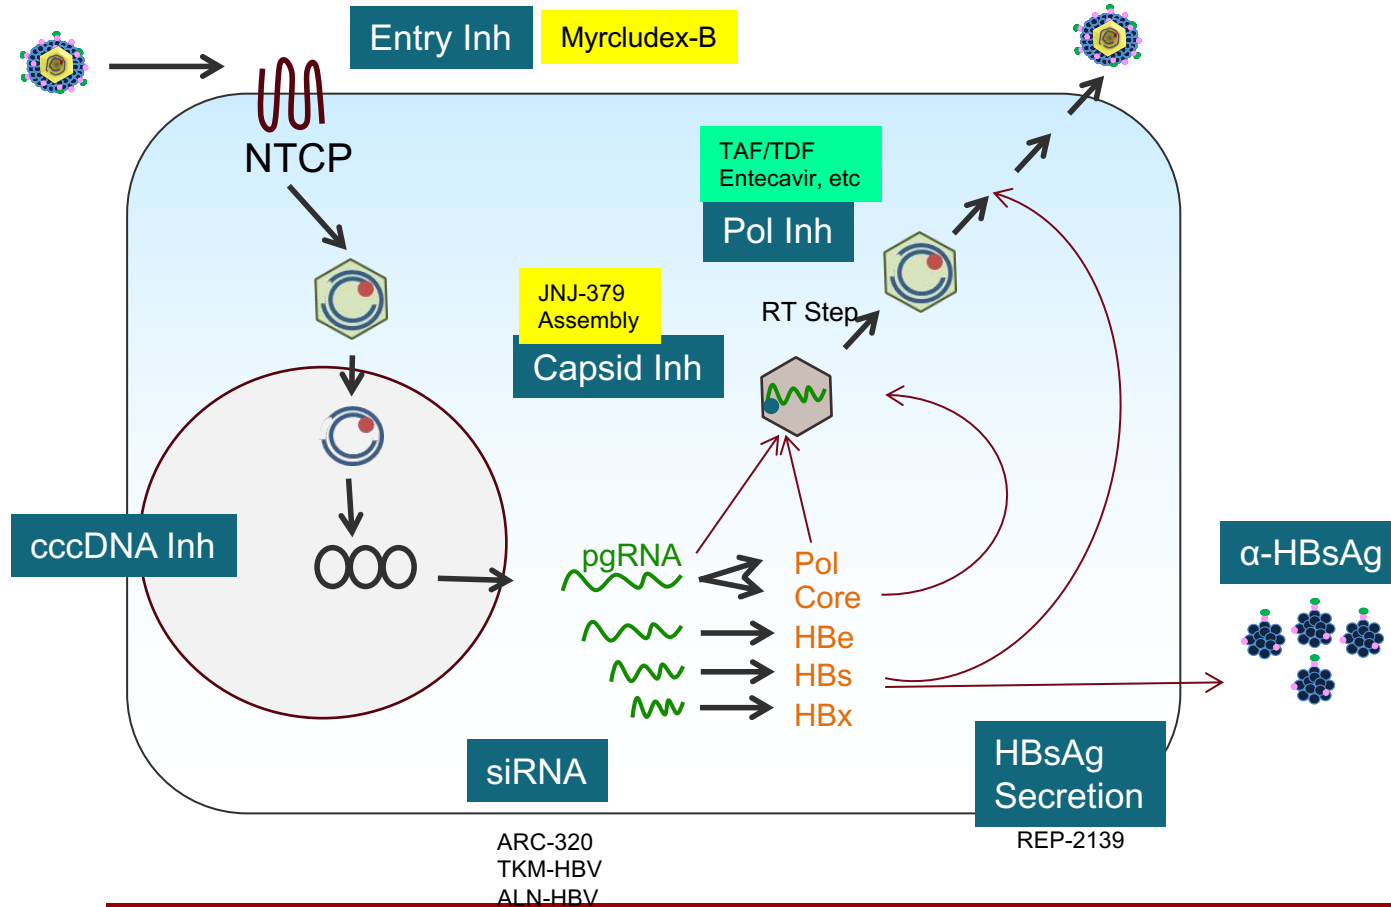 Entry Inh
Myrcludex-B
NTCP
TAF/TDF
Entecavir, etc
Pol Inh
JNJ-379
Assembly
Capsid Inh
RT Step
cccDNA Inh
pgRNA
Pol
Core
HBe
HBs
HBx
α-HBsAg
siRNA
ARC-320
TKM-HBV
ALN-HBV
HBsAg
Secretion
REP-2139